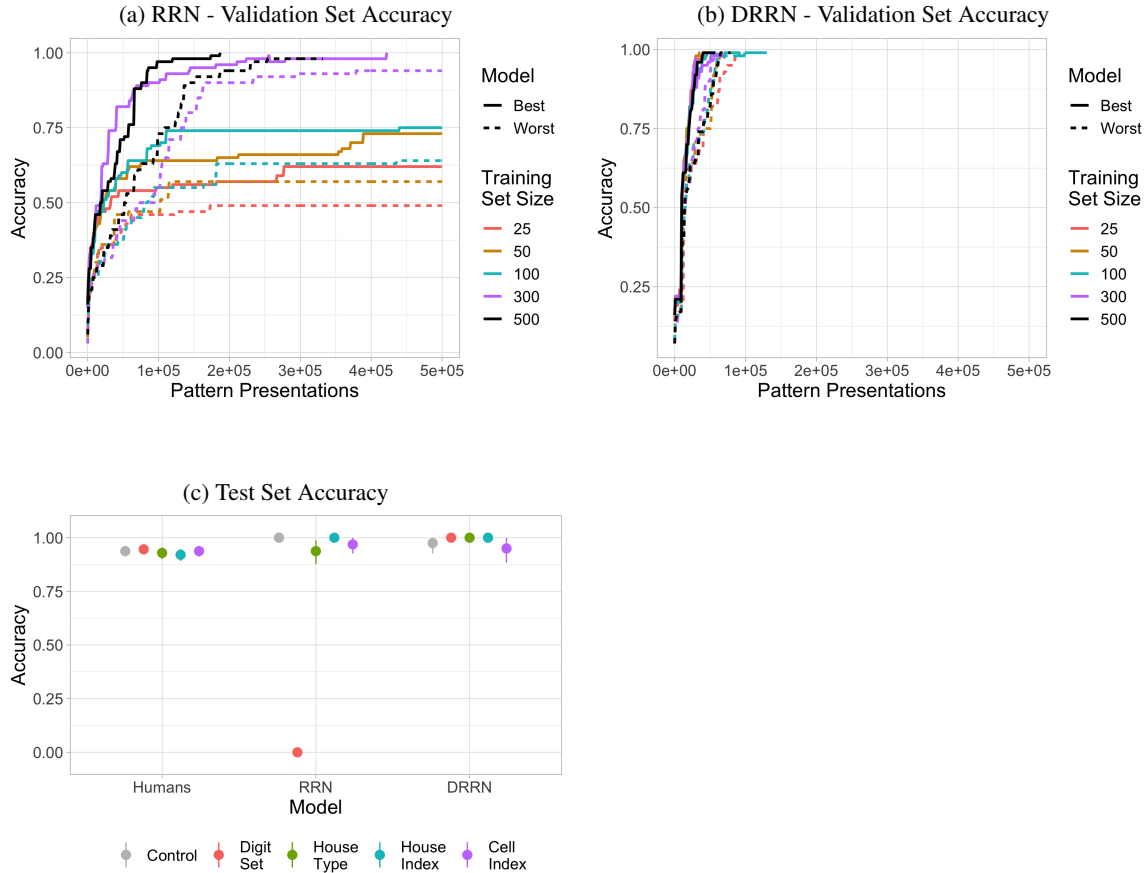 (a) RRN - Validation Set Accuracy
1.00
0.75
0.50
0.25
0.00
Accuracy
0e+00 1e+05 2e+05 3e+05 4e+05 5e+05
Pattern Presentations
Model
Best
Worst
Training
Set Size
25
50
100
300
500
(b) DRRN - Validation Set Accuracy
1.00
0.75
0.50
0.25
Accuracy
0e+00 1e+05 2e+05 3e+05 4e+05 5e+05
Pattern Presentations
Model
Best
Worst
Training
Set Size
25
50
100
300
500
(c) Test Set Accuracy
1.00
0.75
0.50
0.25
0.00
Accuracy
Humans RRN DRRN
Model
Control
Digit
Set
House
Type
House
Index
Cell
Index